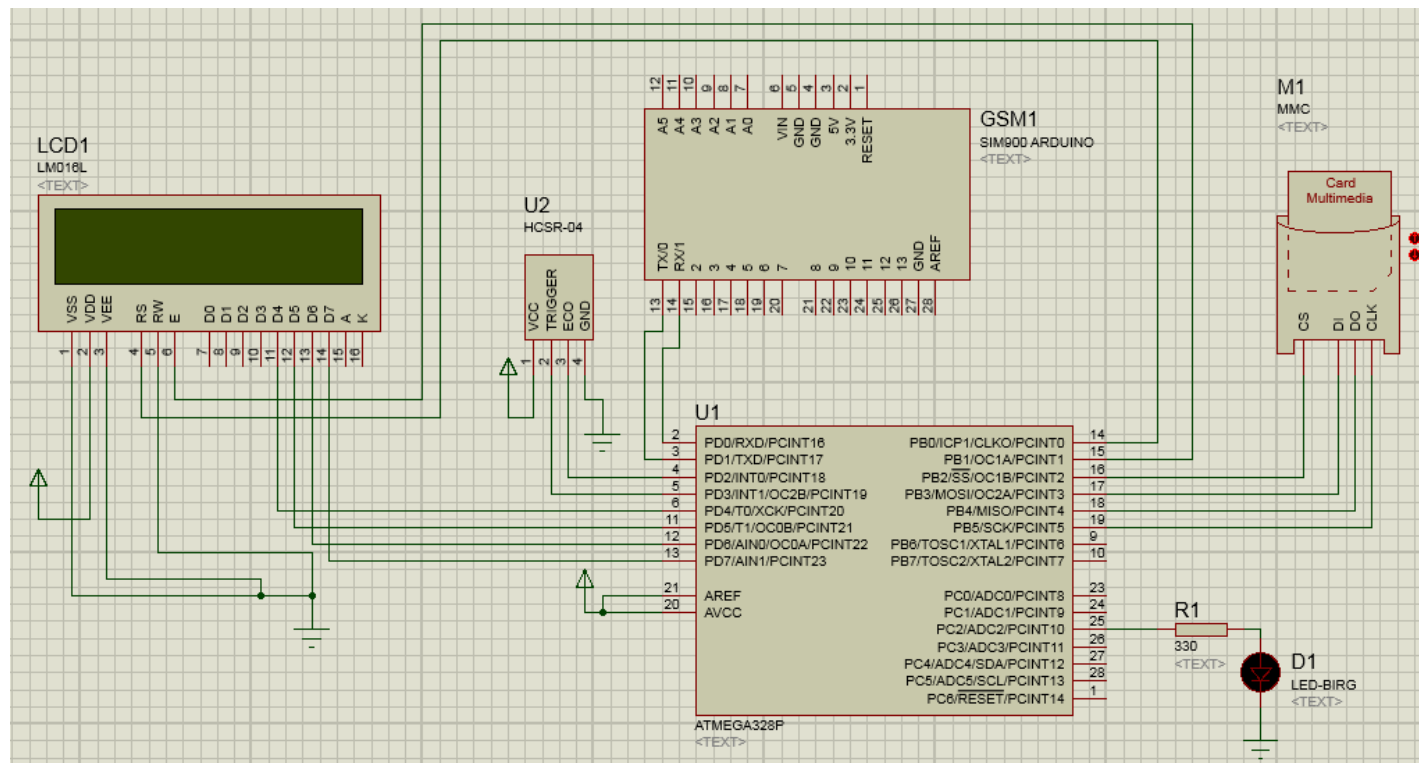 LCD1
LM016L
<TEXT>
VSS
VDD
VEE
RS
RW
E
D0
D1
D2
D3
D4
D5
D6
D7
A
K
1
2
3
4
5
6
7
8
9
10
11
12
13
14
15
16
U2
HCSR-04
VCC
TRIGGER
ECO
GND
1
2
3
4
GSM1
SIM900 ARDUINO
<TEXT>
12
11
10
9
8
7
6
5
4
3
2
1
A5
A4
A3
A2
A1
A0
VIN
GND
GND
5V
3.3V
RESET
TX/0
RX/1
2
3
4
5
6
7
8
9
10
11
12
13
GND
AREF
13
14
15
16
17
18
19
20
21
22
23
24
25
26
27
28
M1
MMC
<TEXT>
Card
Multimedia
CS
DI
DO
CLK
U1
2 PD0/RXD/PCINT16 PB0/ICP1/CLKO/PCINT0 14
3 PD1/TXD/PCINT17 PB1/OC1A/PCINT1 15
4 PD2/INT0/PCINT18 PB2/SS/OC1B/PCINT2 16
5 PD3/INT1/OC2B/PCINT19 PB3/MOSI/OC2A/PCINT3 17
6 PD4/T0/XCK/PCINT20 PB4/MISO/PCINT4 18
11 PD5/T1/OC0B/PCINT21 PB5/SCK/PCINT5 19
12 PD6/AIN0/OC0A/PCINT22 PB6/TOSC1/XTAL1/PCINT6 9
13 PD7/AIN1/PCINT23 PB7/TOSC2/XTAL2/PCINT7 10
21 AREF PC0/ADC0/PCINT8 23
20 AVCC PC1/ADC1/PCINT9 24
PC2/ADC2/PCINT10 25
PC3/ADC3/PCINT11 26
PC4/ADC4/SDA/PCINT12 27
PC5/ADC5/SCL/PCINT13 28
PC6/RESET/PCINT14 1
ATMEGA328P
<TEXT>
R1
330
<TEXT>
D1
LED-BIRG
<TEXT>